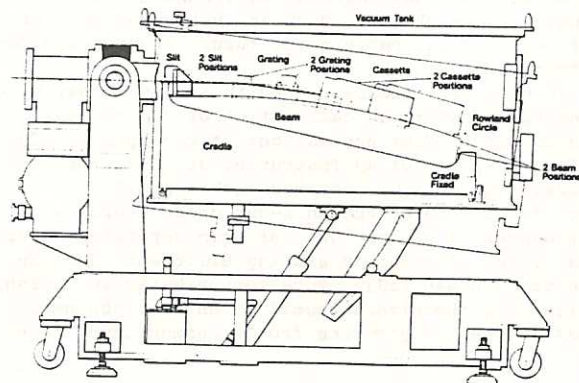 Vacuum Tank
Slit
2 Slit
Positions
Grating
2 Grating
Positions
Cassette
2 Cassette
Positions
Rowland
Circle
Beam
Cradle
Cradle
Fixed
2 Beam
Positions